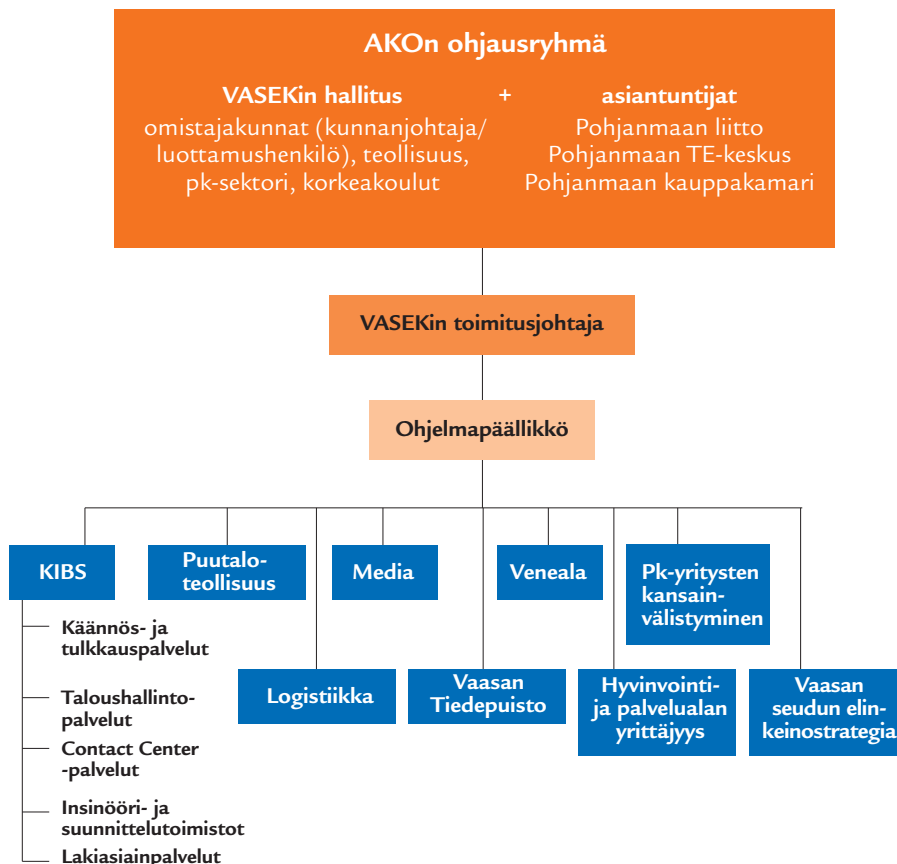 AKOn ohjausryhmä
VASEKin hallitus + asiantuntijat
omistajakunnat (kunnanjohtaja/
luottamushenkilö), teollisuus,
pk-sektori, korkeakoulut
Pohjanmaan liitto
Pohjanmaan TE-keskus
Pohjanmaan kauppakamari
VASEKin toimitusjohtaja
Ohjelmapäällikkö
KIBS
Puutalo-
teollisuus
Media
Veneala
Pk-yritysten
kansain-
välistyminen
Käännös- ja
tulkkauspalvelut
Taloushallinto-
palvelut
Contact Center
-palvelut
Insinööri- ja
suunnittelutoimistot
Lakiasiainpalvelut
Logistiikka
Vaasan
Tiedepuisto
Hyvinvointi-
ja palvelualan
yrittäjyys
Vaasan
seudun elin-
keinostrategia